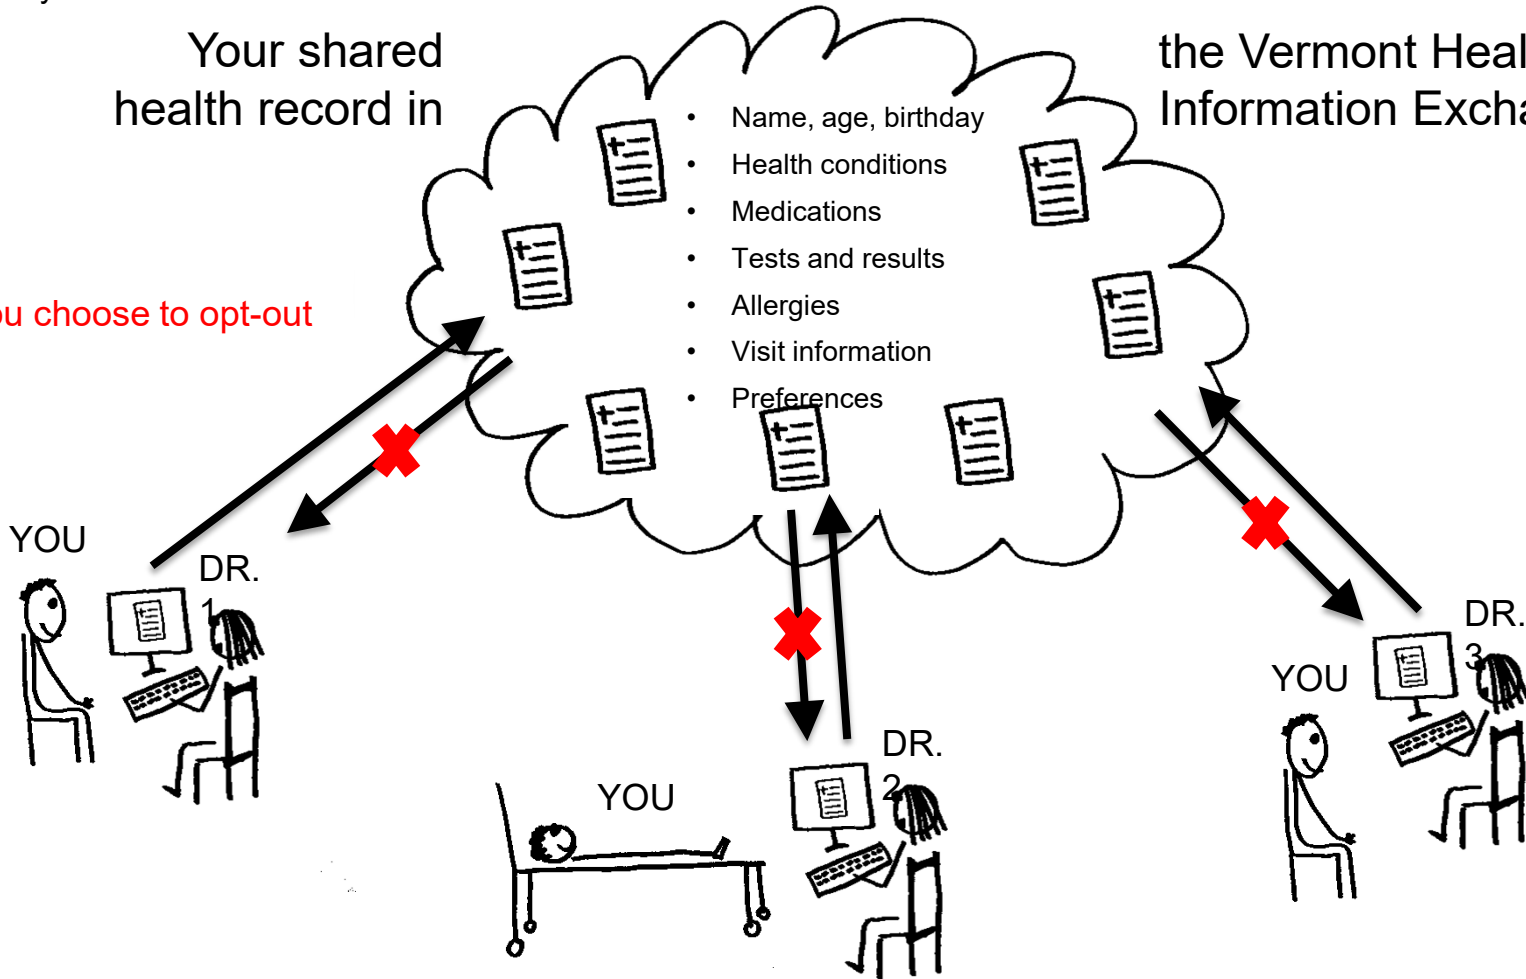 Your shared
health record in
the Vermont Heal
Information Excha
• Name, age, birthday
• Health conditions
• Medications
• Tests and results
• Allergies
• Visit information
• Preferences
ou choose to opt-out
YOU
DR.
1
YOU
DR.
2
YOU
DR.
3